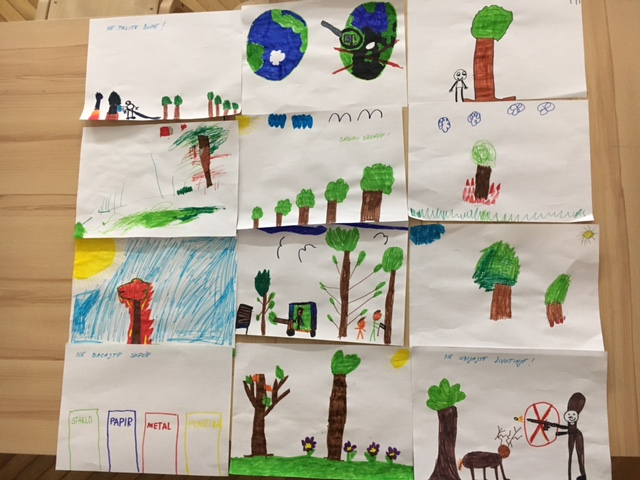 NE PALITE ŠUME!
SADIMO DRVEĆE!
NE BACAJTE SMEĆE
STAKLO
PAPIR
METAL
NE UBIJAJTE ŽIVOTINJE!